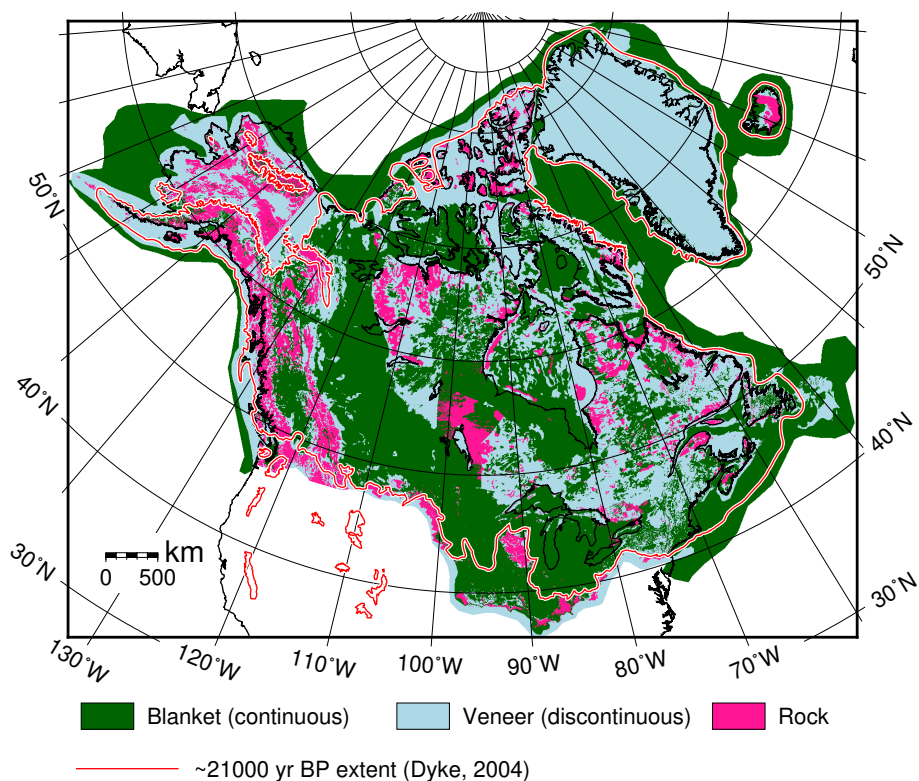 50˚N
40˚N
30˚N
50˚N
40˚N
30˚N
km
0 500
130˚W
120˚W
110˚W
100˚W
90˚W
80˚W
70˚W
Blanket (continuous)
Veneer (discontinuous)
Rock
~21000 yr BP extent (Dyke, 2004)